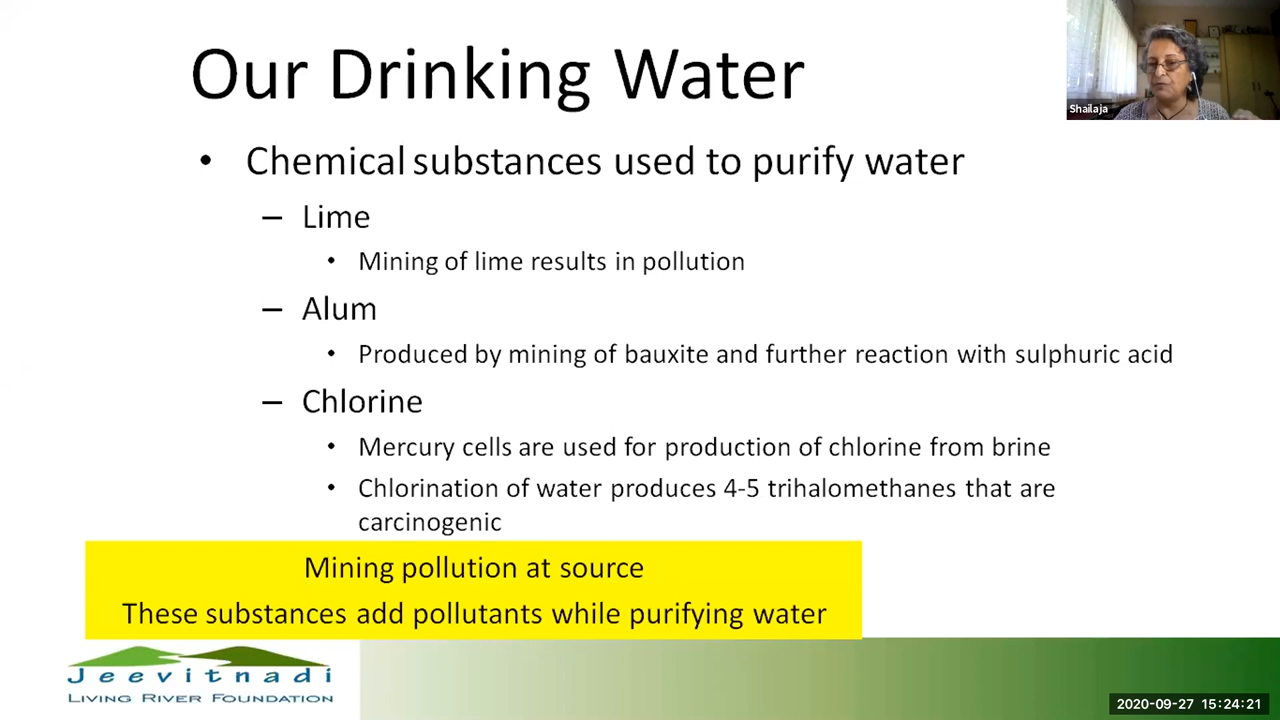 Our Drinking Water
Shailaja
• Chemical substances used to purify water
– Lime
• Mining of lime results in pollution
– Alum
• Produced by mining of bauxite and further reaction with sulphuric acid
– Chlorine
• Mercury cells are used for production of chlorine from brine
• Chlorination of water produces 4-5 trihalomethanes that are
carcinogenic
Mining pollution at source
These substances add pollutants while purifying water
Jeevitnadi
LIVING RIVER FOUNDATION
2020-09-27 15:24:21